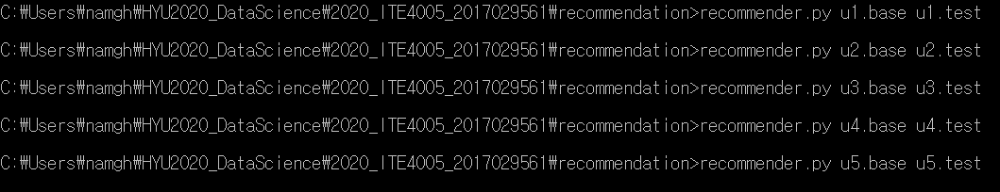 C:₩Users₩namgh₩HYU2020_DataScience₩2020_ITE4005_2017029561₩recommendation>recommender.py u1.base u1.test
C:₩Users₩namgh₩HYU2020_DataScience₩2020_ITE4005_2017029561₩recommendation>recommender.py u2.base u2.test
C:₩Users₩namgh₩HYU2020_DataScience₩2020_ITE4005_2017029561₩recommendation>recommender.py u3.base u3.test
C:₩Users₩namgh₩HYU2020_DataScience₩2020_ITE4005_2017029561₩recommendation>recommender.py u4.base u4.test
C:₩Users₩namgh₩HYU2020_DataScience₩2020_ITE4005_2017029561₩recommendation>recommender.py u5.base u5.test